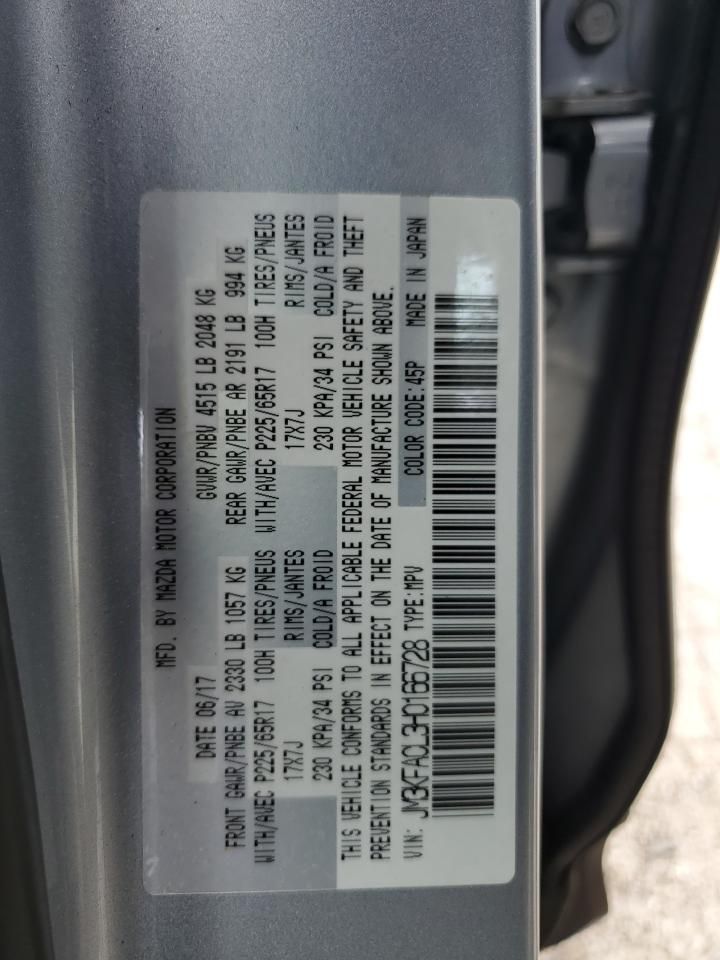 MFD. BY MAZDA MOTOR CORPORATION
DATE 06/17 GVWR/PNBV 4515 LB 2048 KG
FRONT GAWR/PNBE AV 2330 LB 1057 KG REAR GAWR/PNBE AR 2191 LB 994 KG
WITH/AVEC P225/65R17 100H TIRES/PNEUS WITH/AVEC P225/65R17 100H TIRES/PNEUS
17X7J RIMS/JANTES 17X7J RIMS/JANTES
230 KPA/34 PSI COLD/A FROID 230 KPA/34 PSI COLD/A FROID
THIS VEHICLE CONFORMS TO ALL APPLICABLE FEDERAL MOTOR VEHICLE SAFETY AND THEFT
PREVENTION STANDARDS IN EFFECT ON THE DATE OF MANUFACTURE SHOWN ABOVE.
VIN: JM3KFACL3H0166728 TYPE:MPV COLOR CODE:45P MADE IN JAPAN